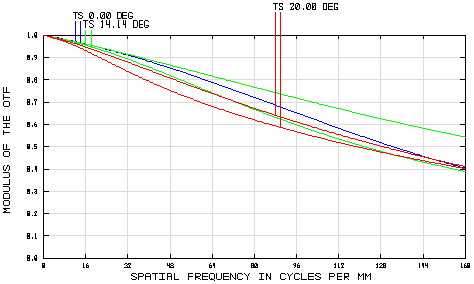 TS 20.00 DEG
TS 0.00 DEG
TS 14.14 DEG
1.0
0.9
0.8
0.7
0.6
0.5
0.4
0.3
0.2
0.1
0.0
MODULUS OF THE OTF
0 16 32 48 64 80 96 112 128 144 160
SPATIAL FREQUENCY IN CYCLES PER MM